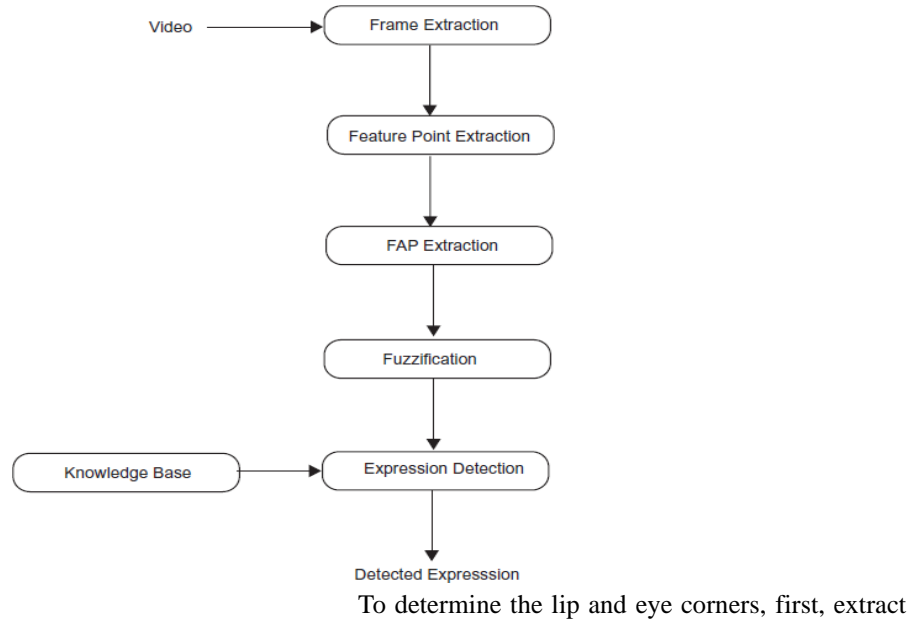 Video
Frame Extraction
Feature Point Extraction
FAP Extraction
Fuzzification
Knowledge Base
Expression Detection
Detected Expresssion
To determine the lip and eye corners, first, extract